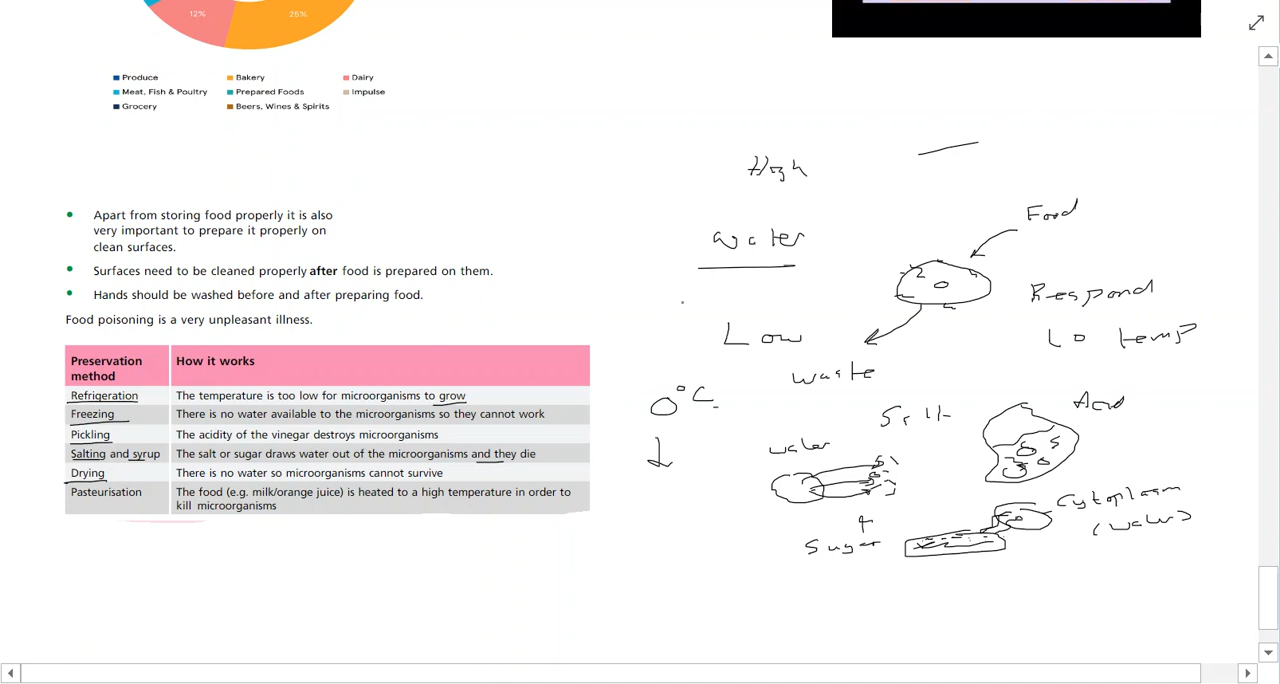 12%
25%
Produce Bakery Dairy
Meat, Fish & Poultry Prepared Foods Impulse
Grocery Beers, Wines & Spirits
• Apart from storing food properly it is also
very important to prepare it properly on
clean surfaces.
• Surfaces need to be cleaned properly after food is prepared on them.
• Hands should be washed before and after preparing food.
Food poisoning is a very unpleasant illness.
Preservation
method
How it works
Refrigeration The temperature is too low for microorganisms to grow
Freezing There is no water available to the microorganisms so they cannot work
Pickling The acidity of the vinegar destroys microorganisms
Salting and syrup The salt or sugar draws water out of the microorganisms and they die
Drying There is no water so microorganisms cannot survive
Pasteurisation The food (e.g. milk/orange juice) is heated to a high temperature in order to
kill microorganisms
High
Food
water
Respond
to temp
Low
waste
0°C
Salt
Acid
water
Cytoplasm
(water)
Sugar